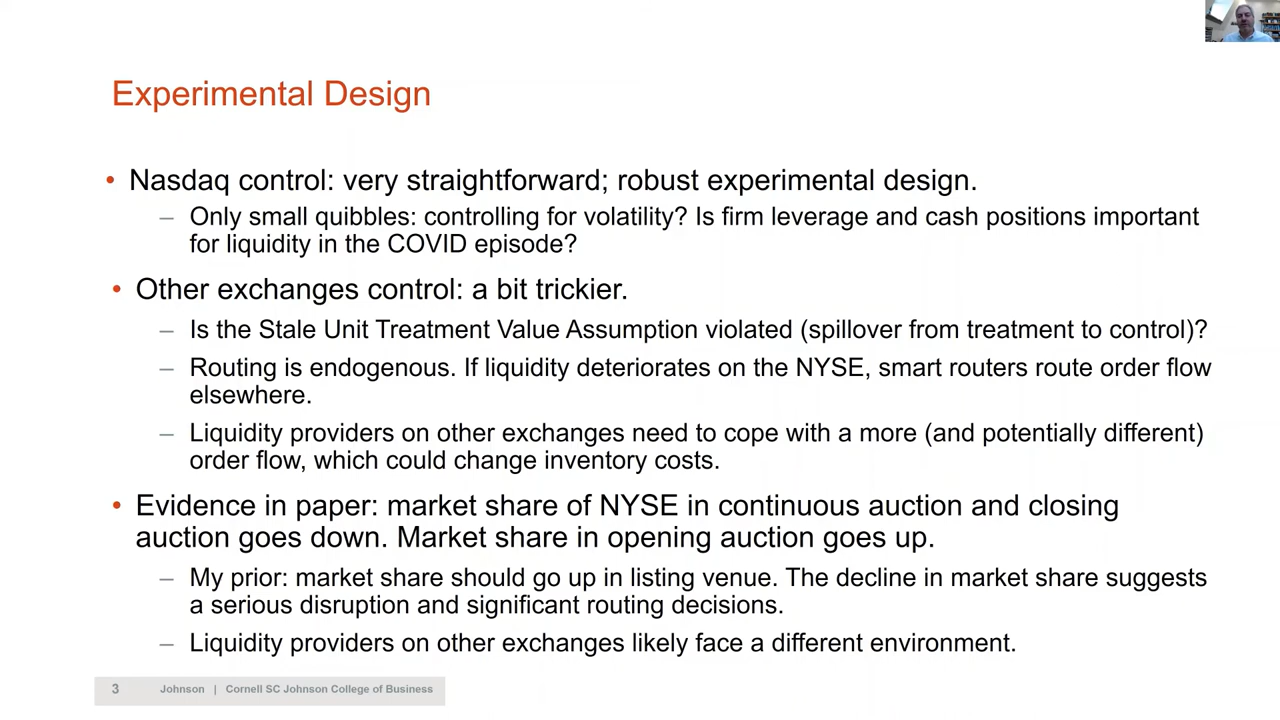 Experimental Design
• Nasdaq control: very straightforward; robust experimental design.
– Only small quibbles: controlling for volatility? Is firm leverage and cash positions important
for liquidity in the COVID episode?
• Other exchanges control: a bit trickier.
– Is the Stale Unit Treatment Value Assumption violated (spillover from treatment to control)?
– Routing is endogenous. If liquidity deteriorates on the NYSE, smart routers route order flow
elsewhere.
– Liquidity providers on other exchanges need to cope with a more (and potentially different)
order flow, which could change inventory costs.
• Evidence in paper: market share of NYSE in continuous auction and closing
auction goes down. Market share in opening auction goes up.
– My prior: market share should go up in listing venue. The decline in market share suggests
a serious disruption and significant routing decisions.
– Liquidity providers on other exchanges likely face a different environment.
3 Johnson | Cornell SC Johnson College of Business